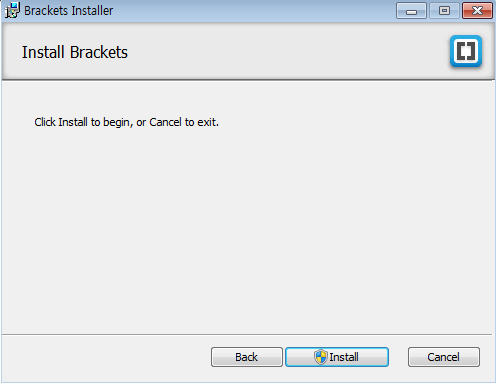 Brackets Installer
Install Brackets
Click Install to begin, or Cancel to exit.
Back
Install
Cancel